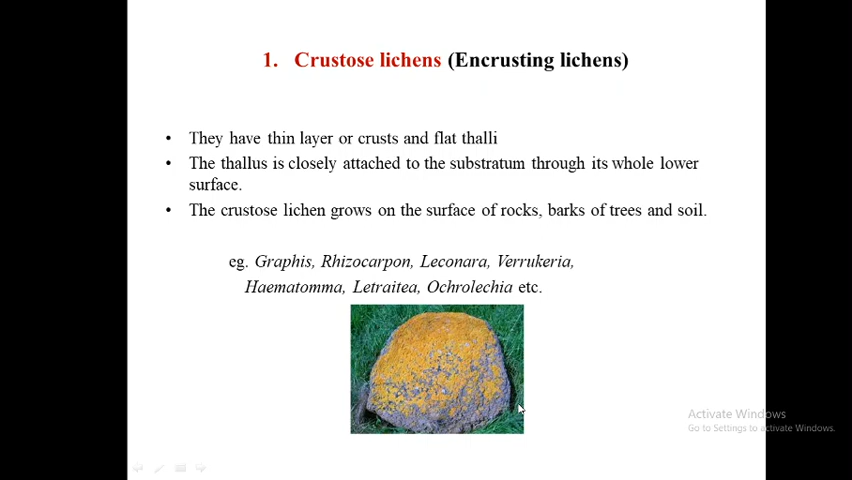 1. Crustose lichens (Encrusting lichens)
• They have thin layer or crusts and flat thalli
• The thallus is closely attached to the substratum through its whole lower
surface.
• The crustose lichen grows on the surface of rocks, barks of trees and soil.
eg. Graphis, Rhizocarpon, Leconara, Verrukeria,
Haematomma, Letraitea, Ochrolechia etc.
Activate Windows
Go to Settings to activate Windows.